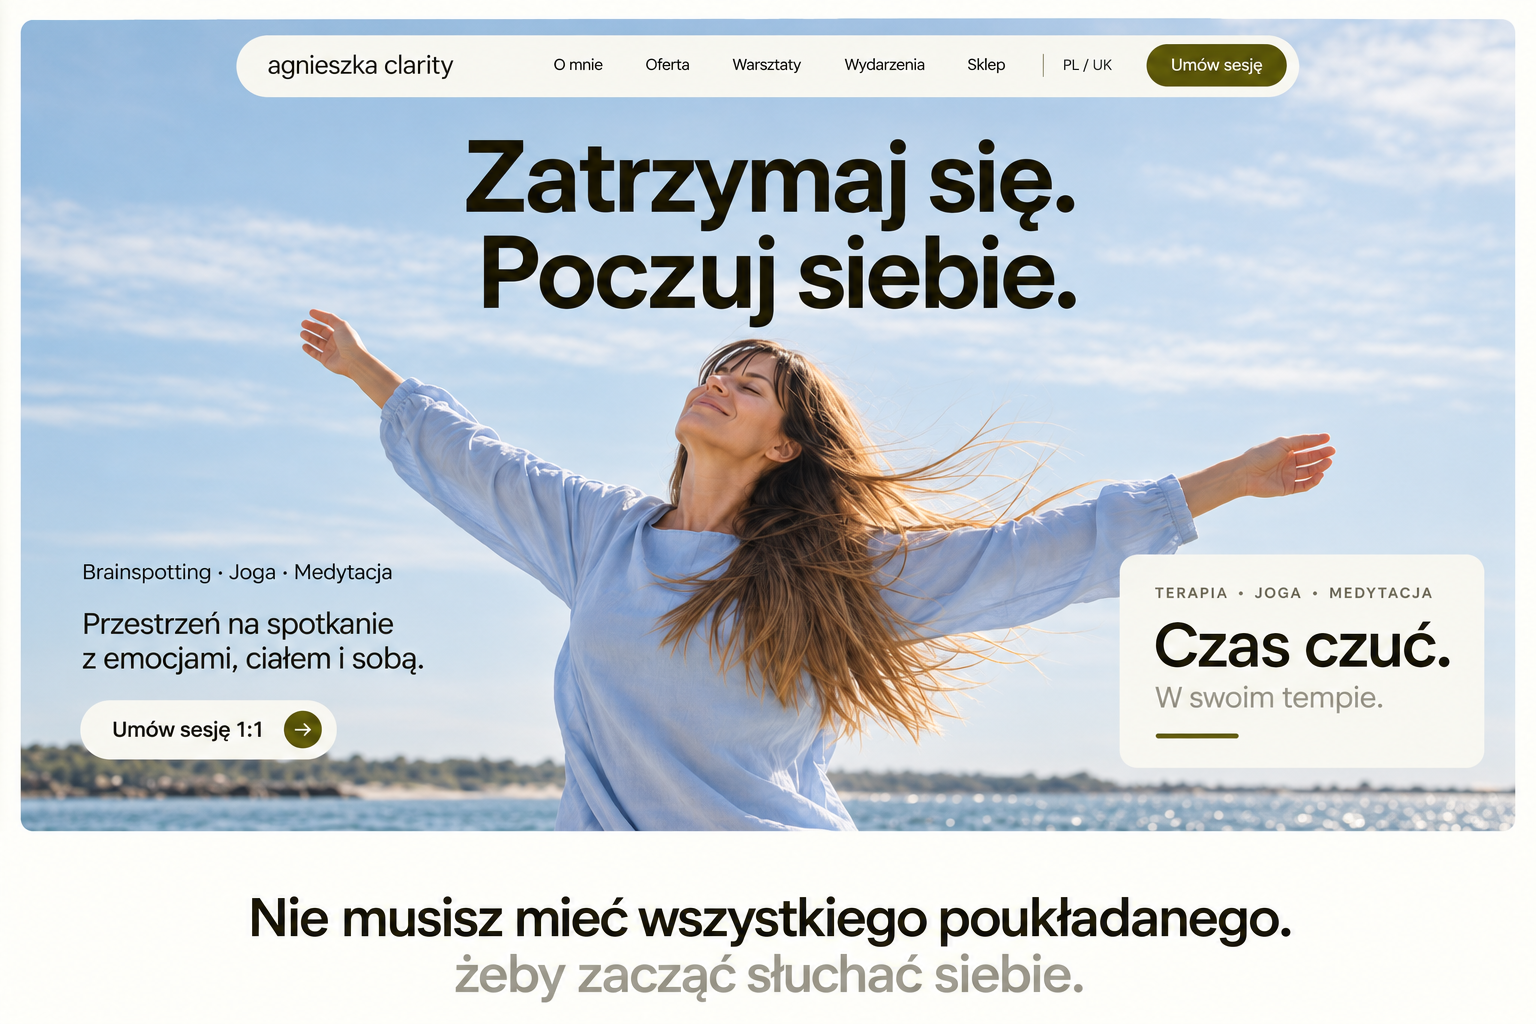 agnieszka clarity
O mnie
Oferta
Warsztaty
Wydarzenia
Sklep
PL / UK
Umów sesję
Zatrzymaj się.
Poczuj siebie.
Brainspotting · Joga · Medytacja
Przestrzeń na spotkanie
z emocjami, ciałem i sobą.
Umów sesję 1:1
TERAPIA • JOGA • MEDYTACJA
Czas czuć.
W swoim tempie.
Nie musisz mieć wszystkiego poukładanego.
żeby zacząć słuchać siebie.